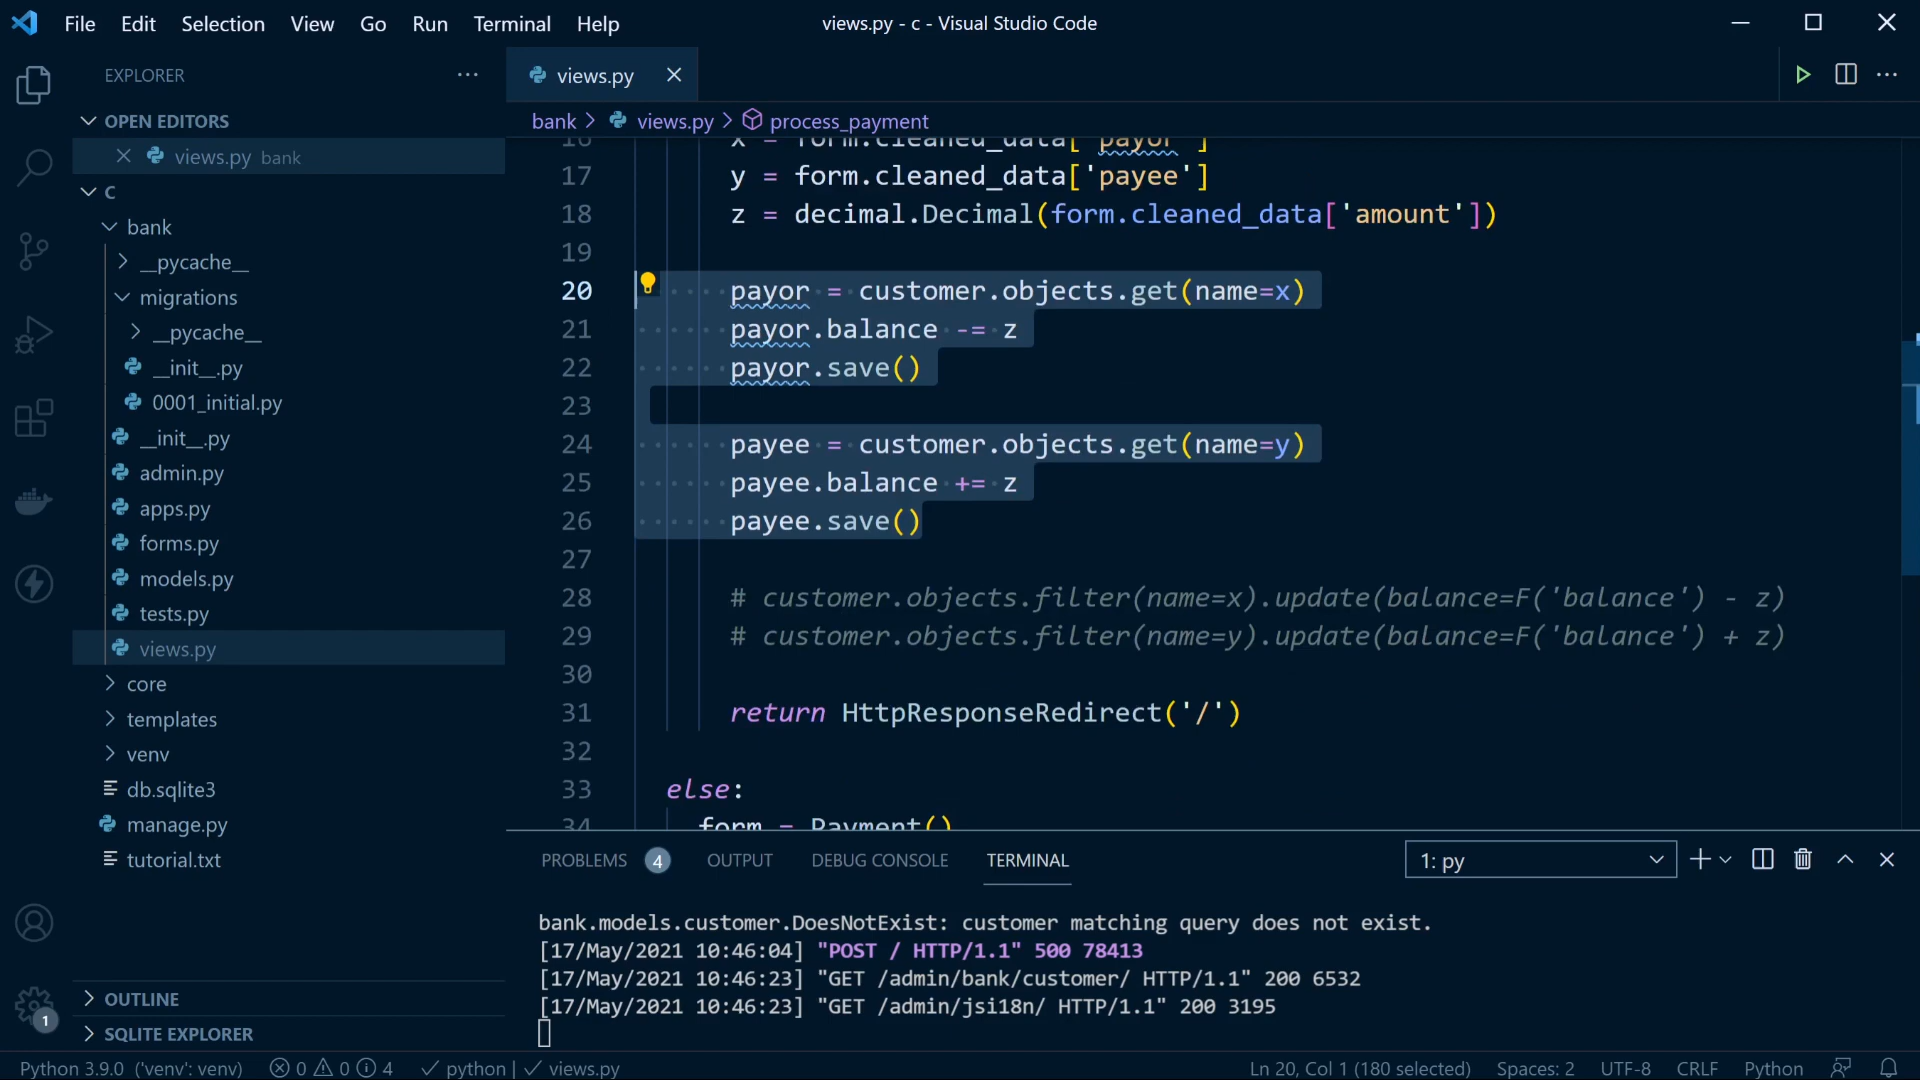 File Edit Selection View Go Run Terminal Help
views.py - c - Visual Studio Code
EXPLORER
views.py
OPEN EDITORS
bank > views.py > process_payment
views.py bank
C
bank
__pycache__
migrations
__pycache__
__init__.py
0001_initial.py
__init__.py
admin.py
apps.py
forms.py
models.py
tests.py
views.py
core
templates
venv
db.sqlite3
manage.py
tutorial.txt
OUTLINE
SQLITE EXPLORER
16 x = form.cleaned_data['payor']
17 y = form.cleaned_data['payee']
18 z = decimal.Decimal(form.cleaned_data['amount'])
19
20 payor = customer.objects.get(name=x)
21 payor.balance -= z
22 payor.save()
23
24 payee = customer.objects.get(name=y)
25 payee.balance += z
26 payee.save()
27
28 # customer.objects.filter(name=x).update(balance=F('balance') - z)
29 # customer.objects.filter(name=y).update(balance=F('balance') + z)
30
31 return HttpResponseRedirect('/')
32
33 else:
34 form = Payment()
PROBLEMS 4 OUTPUT DEBUG CONSOLE TERMINAL 1: py
bank.models.customer.DoesNotExist: customer matching query does not exist.
[17/May/2021 10:46:04] "POST / HTTP/1.1" 500 78413
[17/May/2021 10:46:23] "GET /admin/bank/customer/ HTTP/1.1" 200 6532
[17/May/2021 10:46:23] "GET /admin/jsi18n/ HTTP/1.1" 200 3195
1
Python 3.9.0 ('venv': venv) 0 0 4 python | views.py Ln 20, Col 1 (180 selected) Spaces: 2 UTF-8 CRLF Python